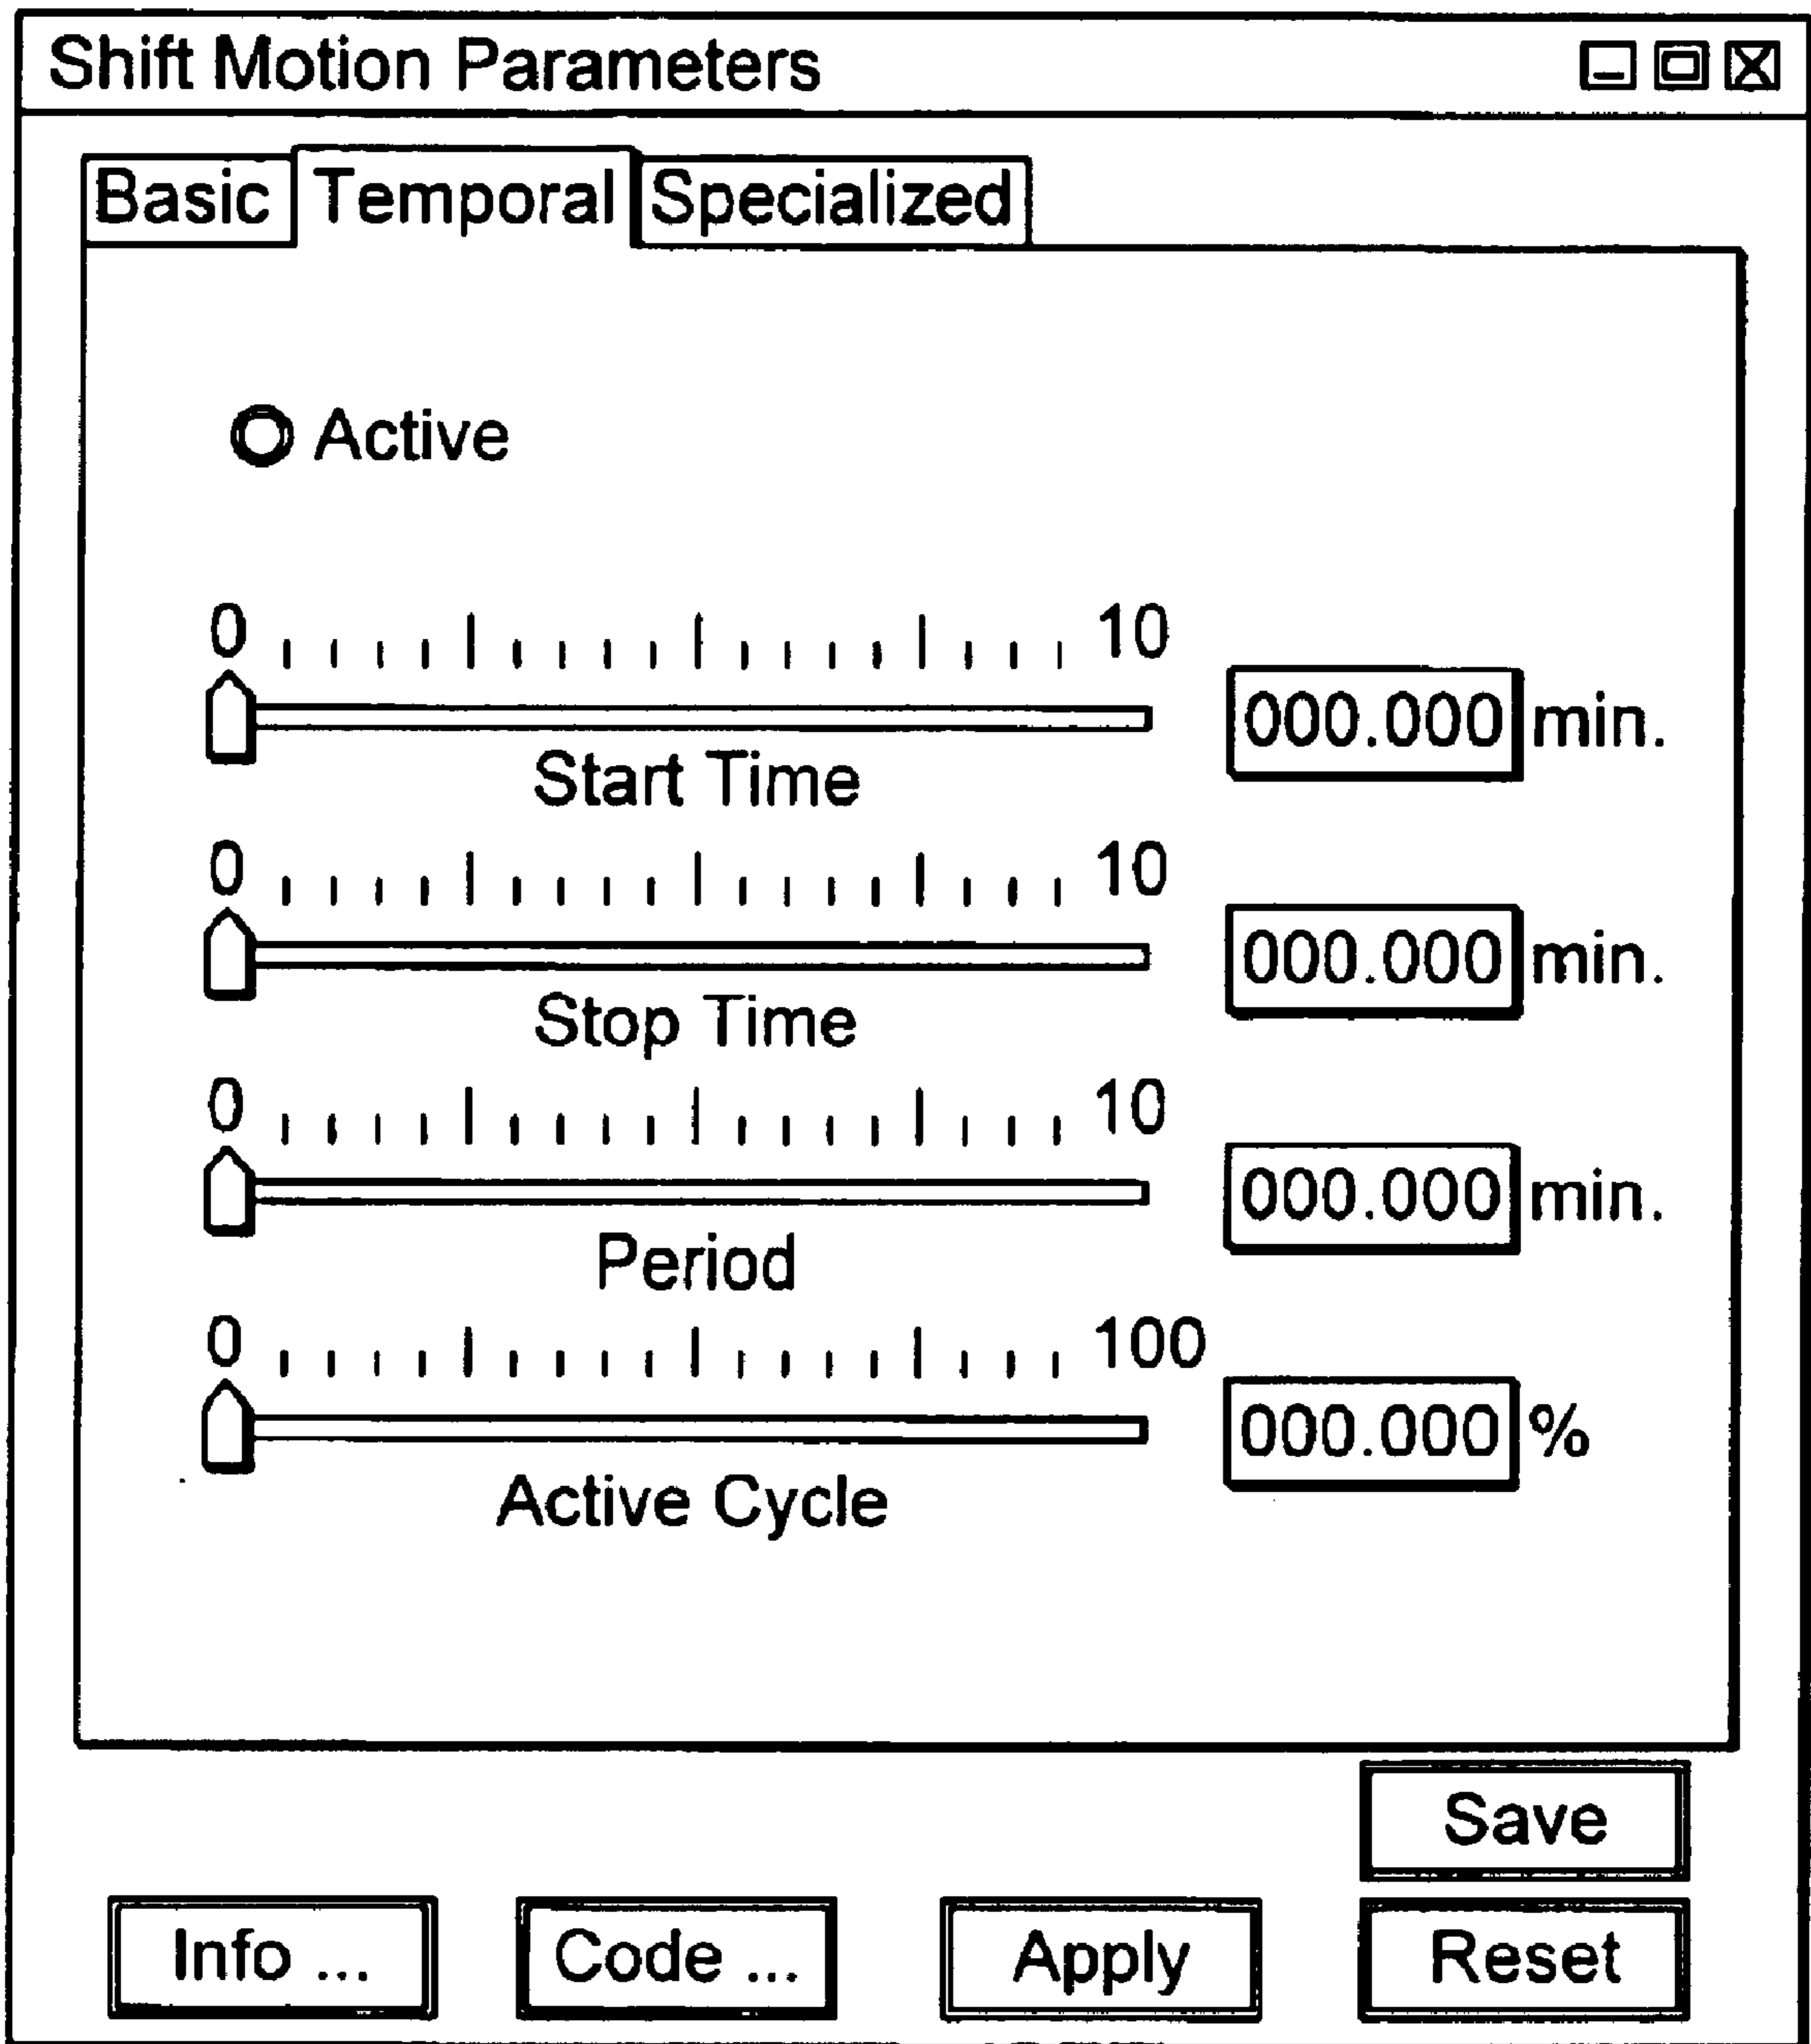 Shift Motion Parameters
Basic Temporal Specialized
Active
0 10
000.000 min.
Start Time
0 10
000.000 min.
Stop Time
0 10
000.000 min.
Period
0 100
000.000 %
Active Cycle
Save
Info ... Code ... Apply Reset